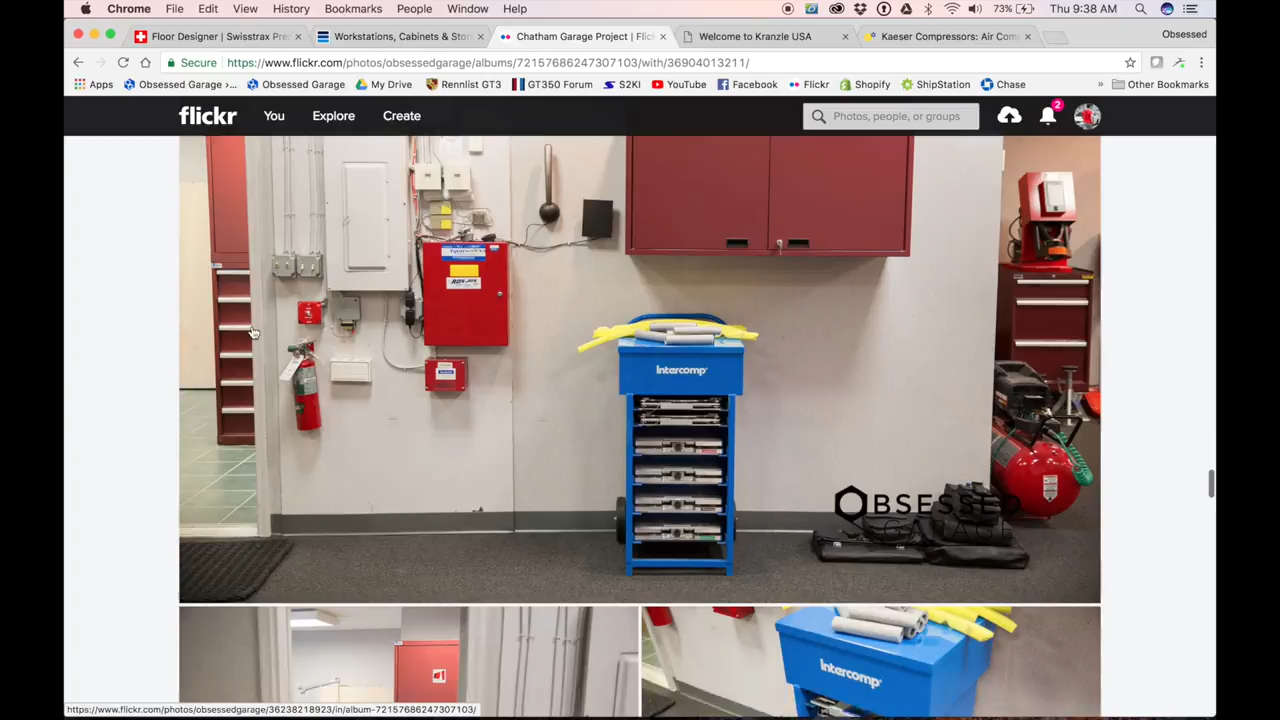 Chrome File Edit View History Bookmarks People Window Help 73% Thu 9:38 AM
Floor Designer | Swisstrax Pre Workstations, Cabinets & Sto Chatham Garage Project | Flick Welcome to Kranzle USA Kaeser Compressors: Air Com Obsessed
Secure https://www.flickr.com/photos/obsessedgarage/albums/72157686247307103/with/36904013211/
Apps Obsessed Garage >... Obsessed Garage My Drive Rennlist GT3 GT350 Forum S2KI YouTube Facebook Flickr Shopify ShipStation Chase » Other Bookmarks
flickr You Explore Create Photos, people, or groups 2
Intercomp
OBSESSED
Intercomp
https://www.flickr.com/photos/obsessedgarage/36238218923/in/album-72157686247307103/